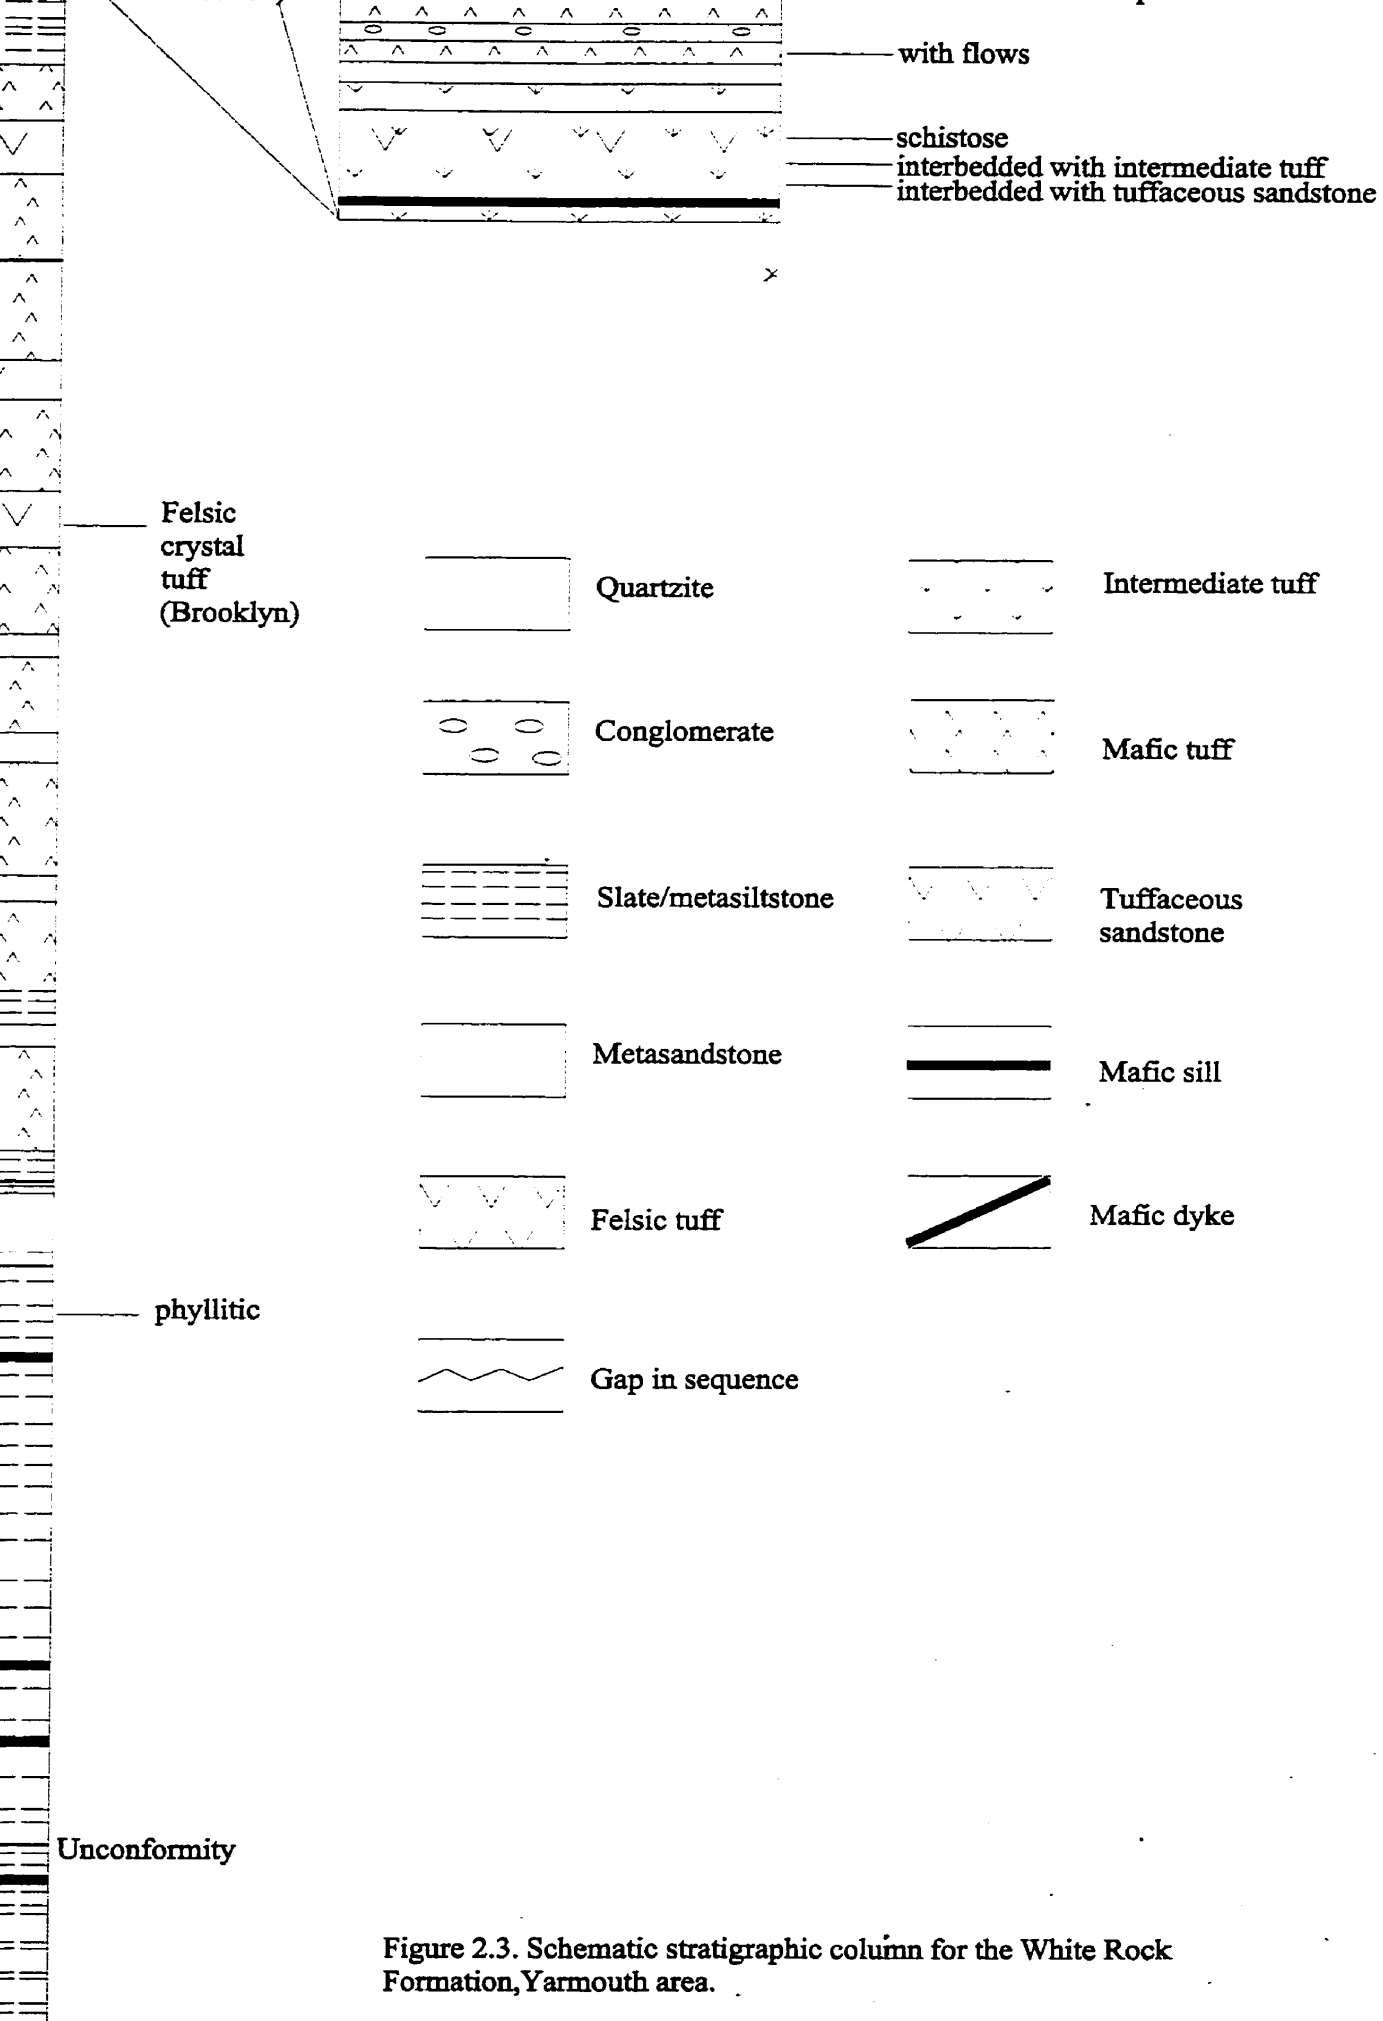 with flows
schistose
interbedded with intermediate tuff
interbedded with tuffaceous sandstone
Felsic
crystal
tuff
(Brooklyn)
Quartzite
Intermediate tuff
Conglomerate
Mafic tuff
Slate/metasiltstone
Tuffaceous
sandstone
Metasandstone
Mafic sill
Felsic tuff
Mafic dyke
phyllitic
Gap in sequence
Unconformity
Figure 2.3. Schematic stratigraphic column for the White Rock
Formation,Yarmouth area.